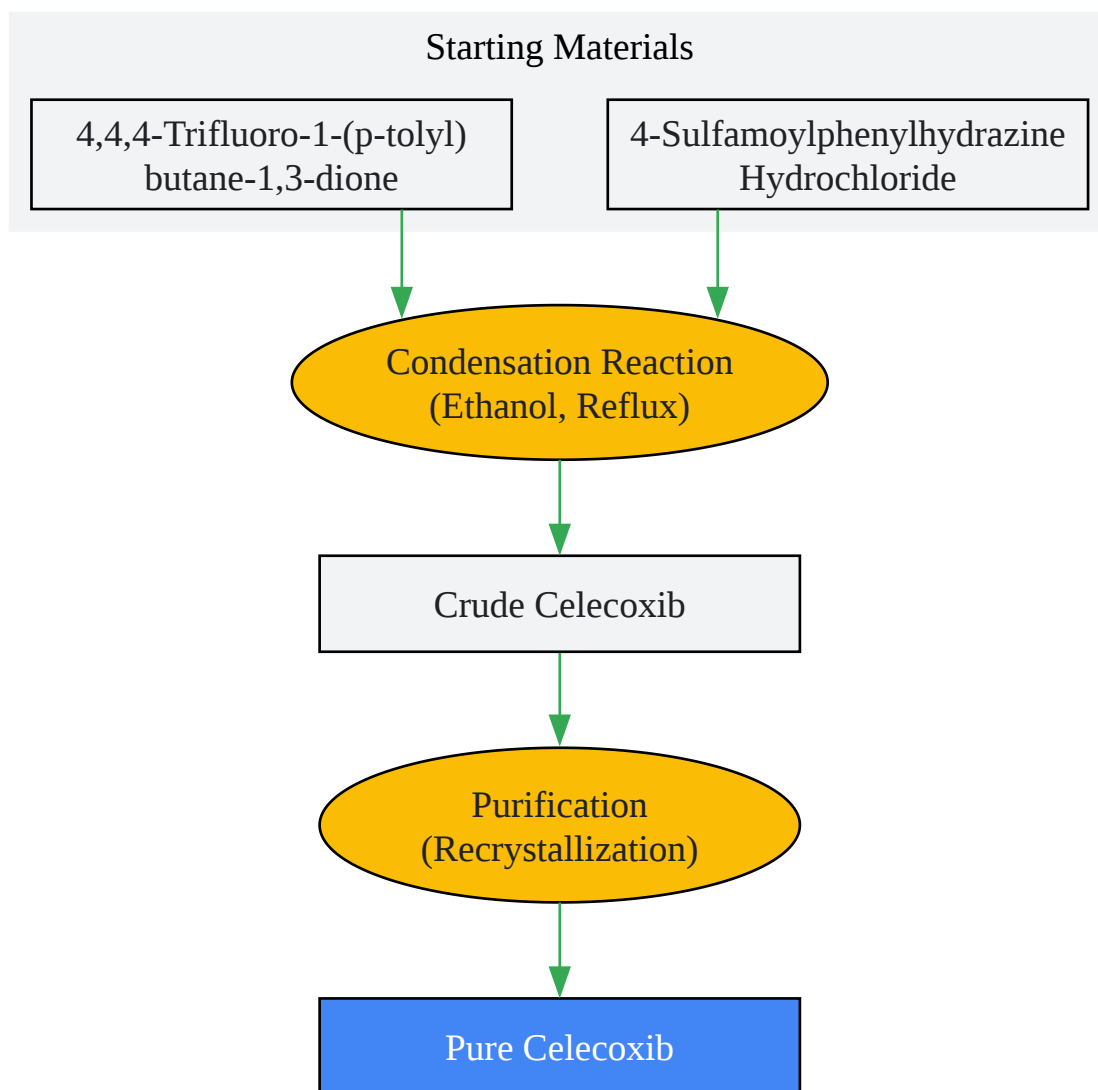 Starting Materials
4,4,4-Trifluoro-1-(p-tolyl)
butane-1,3-dione
4-Sulfamoylphenylhydrazine
Hydrochloride
Condensation Reaction
(Ethanol, Reflux)
Crude Celecoxib
Purification
(Recrystallization)
Pure Celecoxib